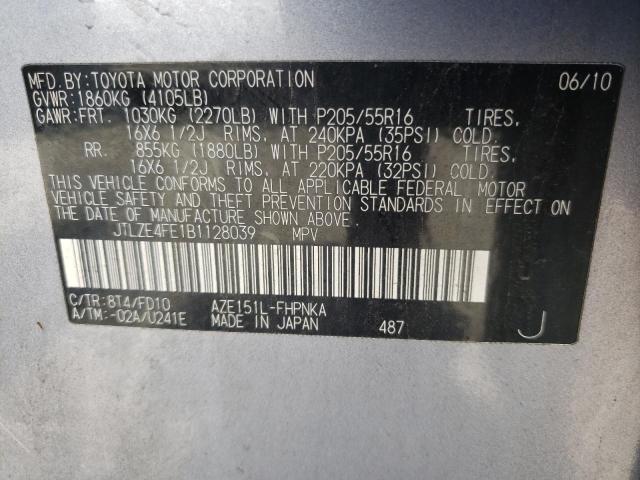 MFD.BY:TOYOTA MOTOR CORPORATION 06/10
GVWR:1860KG (4105LB)
GAWR:FRT. 1030KG (2270LB) WITH P205/55R16 TIRES,
16X6 1/2J RIMS, AT 240KPA (35PSI) COLD.
RR. 855KG (1880LB) WITH P205/55R16 TIRES,
16X6 1/2J RIMS, AT 220KPA (32PSI) COLD.
THIS VEHICLE CONFORMS TO ALL APPLICABLE FEDERAL MOTOR
VEHICLE SAFETY AND THEFT PREVENTION STANDARDS IN EFFECT ON
THE DATE OF MANUFACTURE SHOWN ABOVE.
JTLZE4FE1B1128039 MPV
C/TR:8T4/FD10 AZE151L-FHPNKA
A/TM:-02A/U241E MADE IN JAPAN 487
J